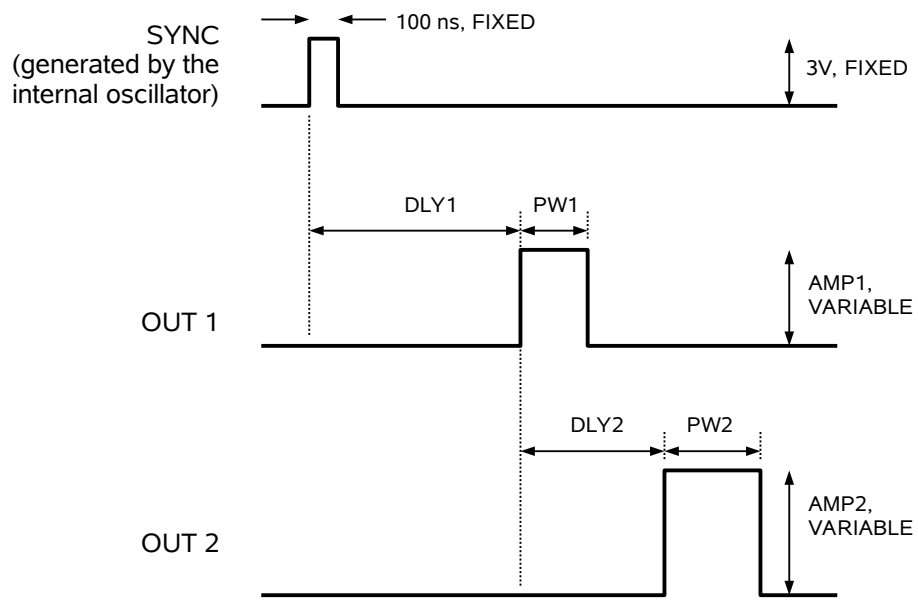 100 ns, FIXED
SYNC
(generated by the
internal oscillator)
3V, FIXED
DLY1
PW1
AMP1,
VARIABLE
OUT 1
DLY2
PW2
AMP2,
VARIABLE
OUT 2